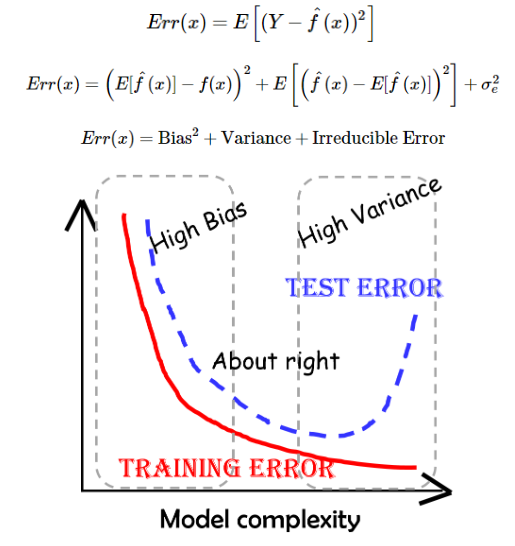 Err(x) = E[(Y − f̂(x))²]
Err(x) = (E[f̂(x)] − f(x))² + E[(f̂(x) − E[f̂(x)])²] + σₑ²
Err(x) = Bias² + Variance + Irreducible Error
High Bias
High Variance
TEST ERROR
About right
TRAINING ERROR
Model complexity